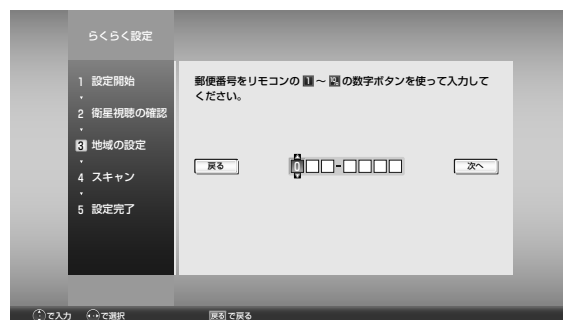 らくらく設定
1 設定開始
2 衛星視聴の確認
3 地域の設定
4 スキャン
5 設定完了
郵便番号をリモコンの 1 ~ の数字ボタンを使って入力して
ください。
戻る
-
次へ
で入力 で選択 戻る で戻る